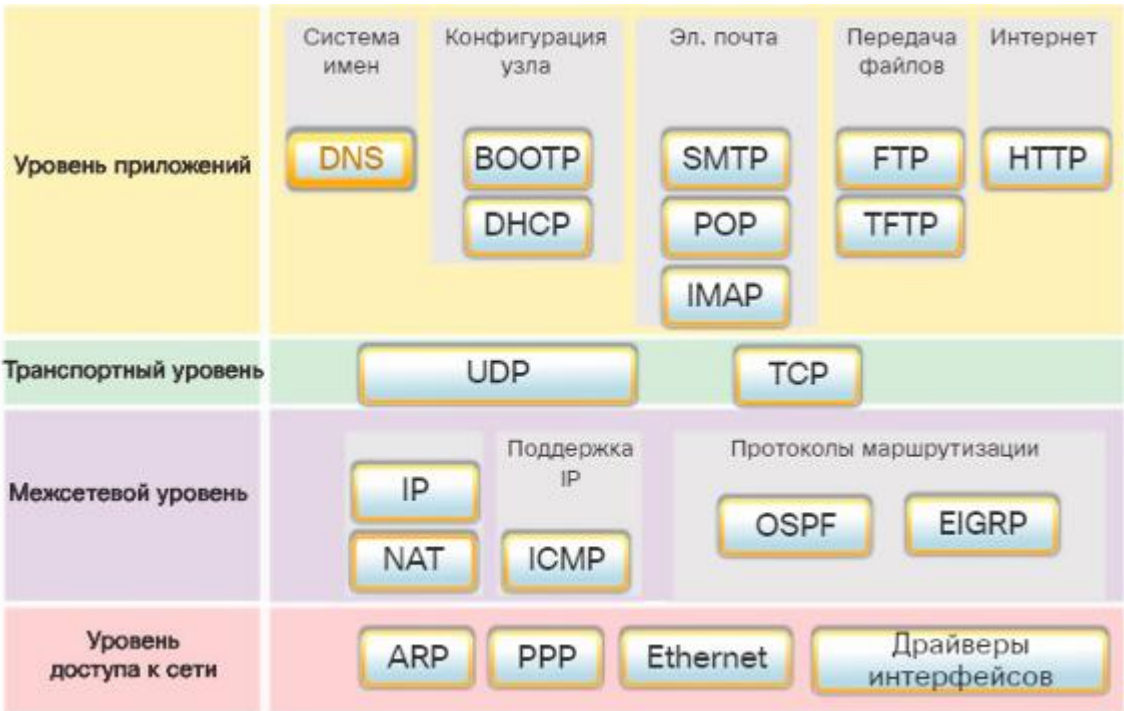 Система
имен
Конфигурация
узла
Эл. почта
Передача
файлов
Интернет
Уровень приложений
DNS
BOOTP
SMTP
FTP
HTTP
DHCP
POP
TFTP
IMAP
Транспортный уровень
UDP
TCP
Межсетевой уровень
Поддержка
IP
Протоколы маршрутизации
IP
OSPF
EIGRP
NAT
ICMP
Уровень
доступа к сети
ARP
PPP
Ethernet
Драйверы
интерфейсов